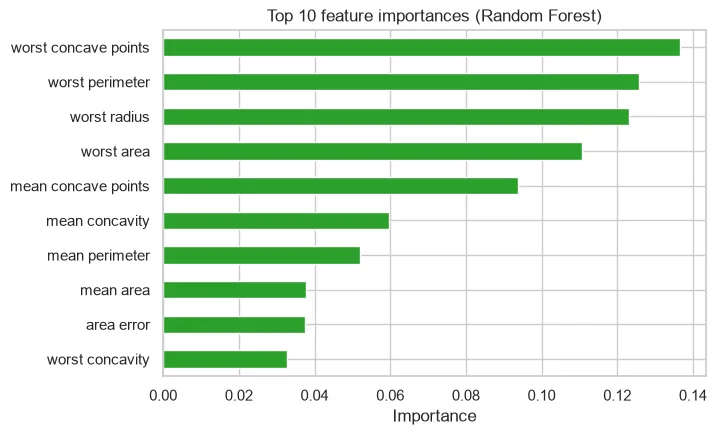 Top 10 feature importances (Random Forest)
worst concave points
worst perimeter
worst radius
worst area
mean concave points
mean concavity
mean perimeter
mean area
area error
worst concavity
0.00 0.02 0.04 0.06 0.08 0.10 0.12 0.14
Importance